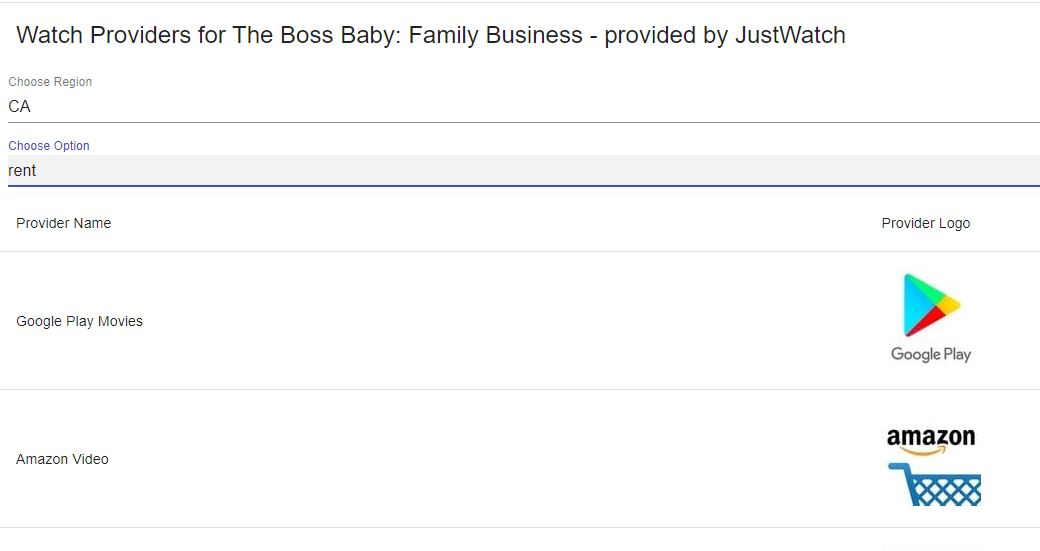 Watch Providers for The Boss Baby: Family Business - provided by JustWatch
Choose Region
CA
Choose Option
rent
Provider Name Provider Logo
Google Play Movies
Google Play
Amazon Video
amazon